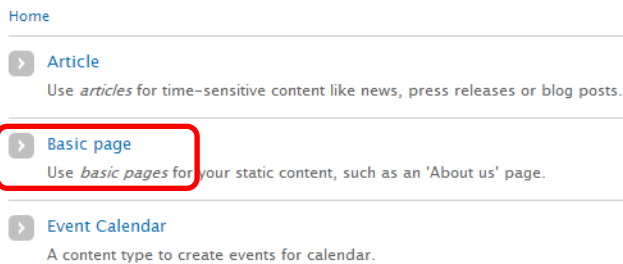 Home
Article
Use articles for time-sensitive content like news, press releases or blog posts.
Basic page
Use basic pages for your static content, such as an 'About us' page.
Event Calendar
A content type to create events for calendar.